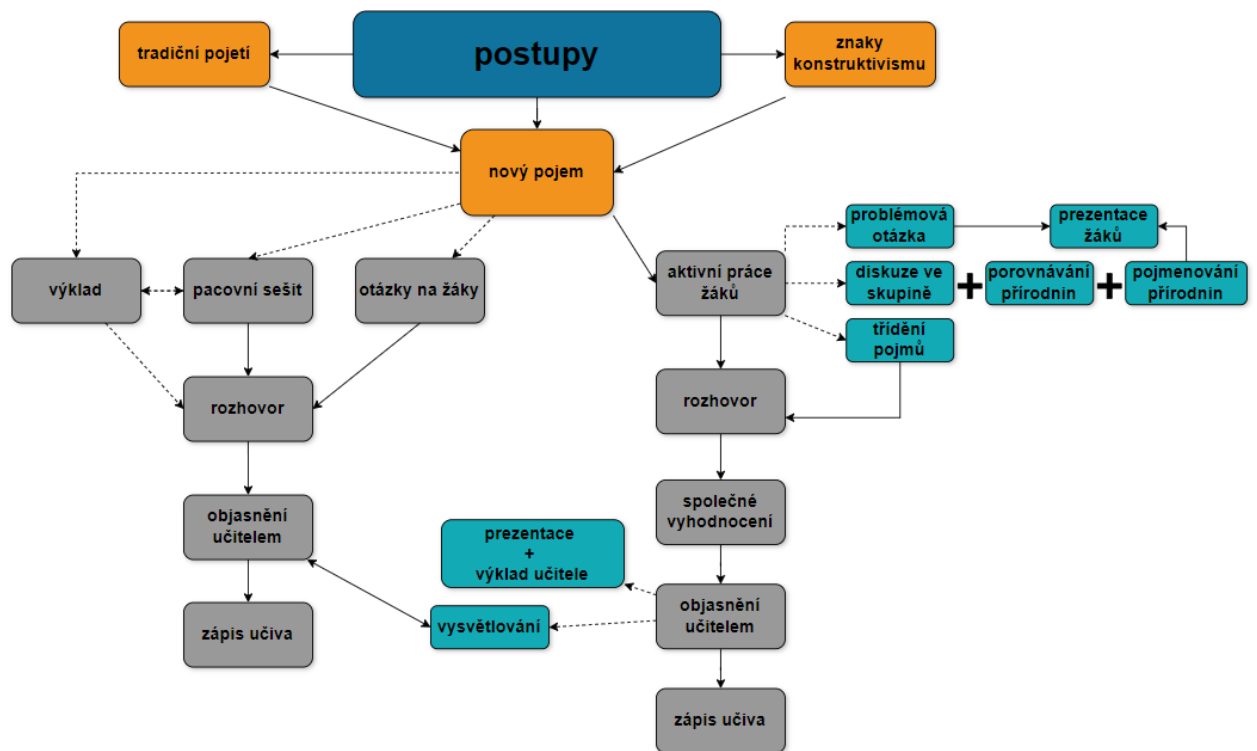 postupy
tradiční pojetí
znaky
konstruktivismu
nový pojem
problémová
otázka
prezentace
žáků
výklad
pacovní sešit
otázky na žáky
aktivní práce
žáků
diskuze ve
skupině
+
porovnávání
přírodnin
+
pojmenování
přírodnin
třídění
pojmů
rozhovor
rozhovor
objasnění
učitelem
společné
vyhodnocení
prezentace
+
výklad učitele
vysvětlování
objasnění
učitelem
zápis učiva
zápis učiva